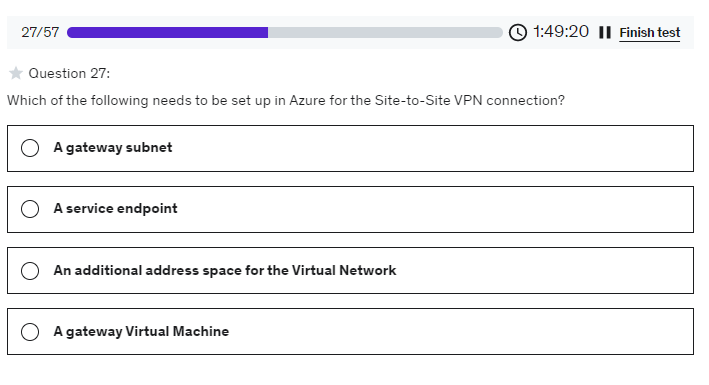 27/57 1:49:20 Finish test
Question 27:
Which of the following needs to be set up in Azure for the Site-to-Site VPN connection?
A gateway subnet
A service endpoint
An additional address space for the Virtual Network
A gateway Virtual Machine